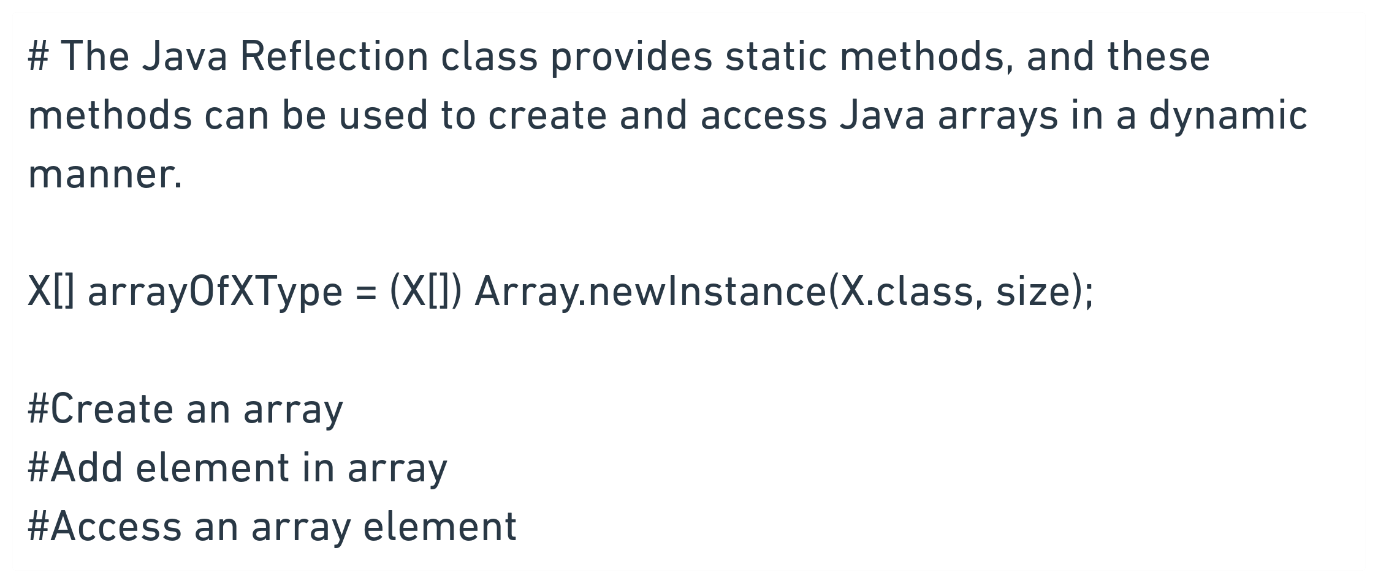 # The Java Reflection class provides static methods, and these
methods can be used to create and access Java arrays in a dynamic
manner.
X[] arrayOfXType = (X[]) Array.newInstance(X.class, size);
#Create an array
#Add element in array
#Access an array element